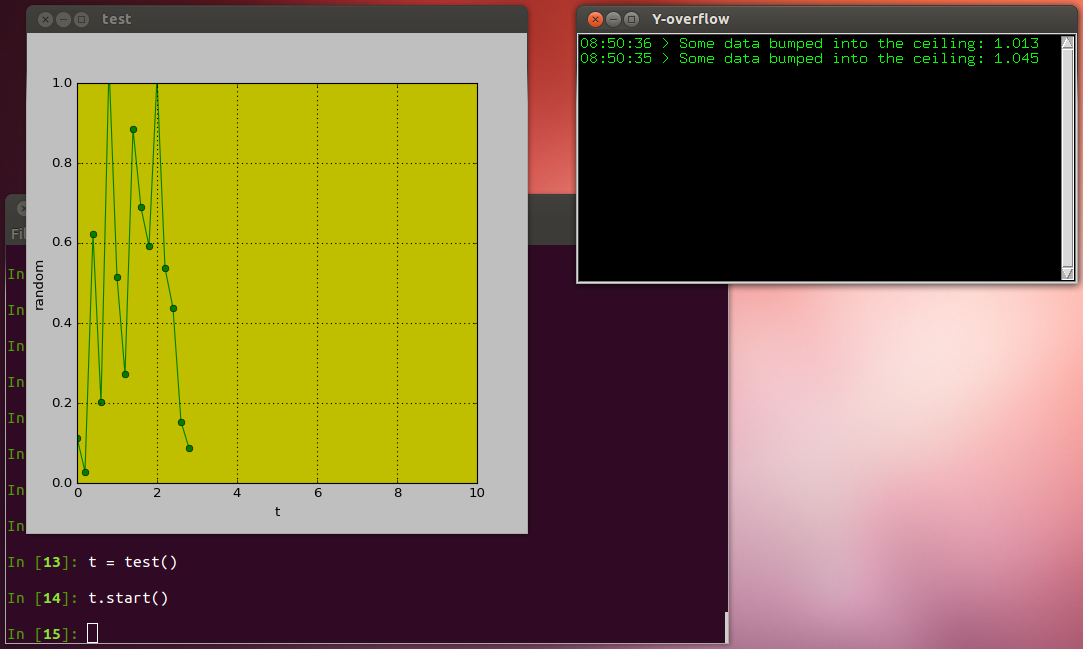 test
1.0
0.8
0.6
0.4
0.2
0.0
random
0 2 4 6 8 10
t
Y-overflow
08:50:36 > Some data bumped into the ceiling: 1.013
08:50:35 > Some data bumped into the ceiling: 1.045
Fil
In
In
In
In
In
In
In
In
In [13]: t = test()
In [14]: t.start()
In [15]: